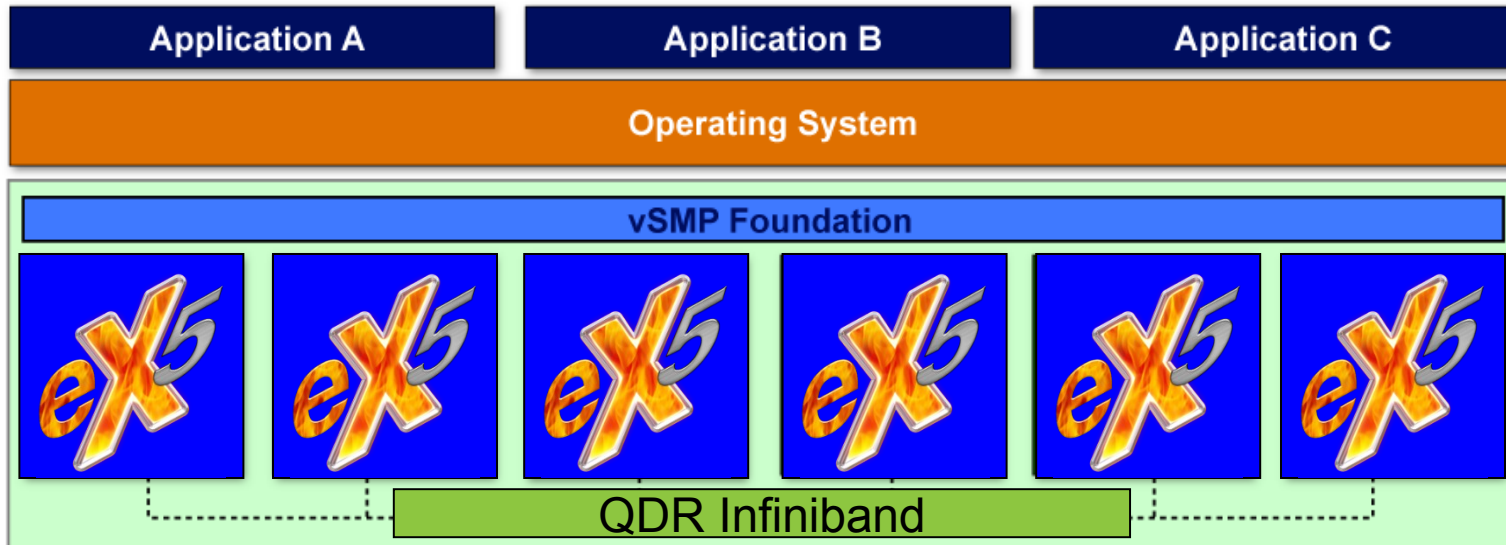 Application A
Application B
Application C
Operating System
vSMP Foundation
eX5
eX5
eX5
eX5
eX5
eX5
QDR Infiniband